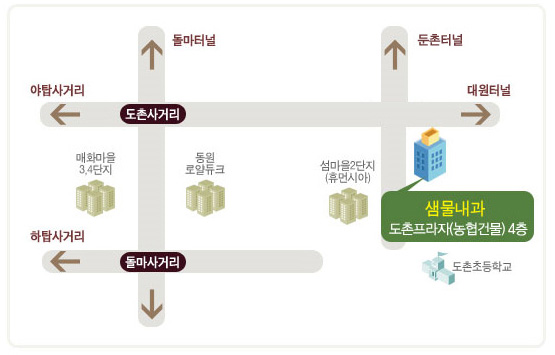 돌마터널
둔촌터널
야탑사거리
대원터널
도촌사거리
매화마을
3,4단지
동원
로얄듀크
섬마을2단지
(휴먼시아)
샘물내과
도촌프라자(농협건물) 4층
하탑사거리
돌마사거리
도촌초등학교